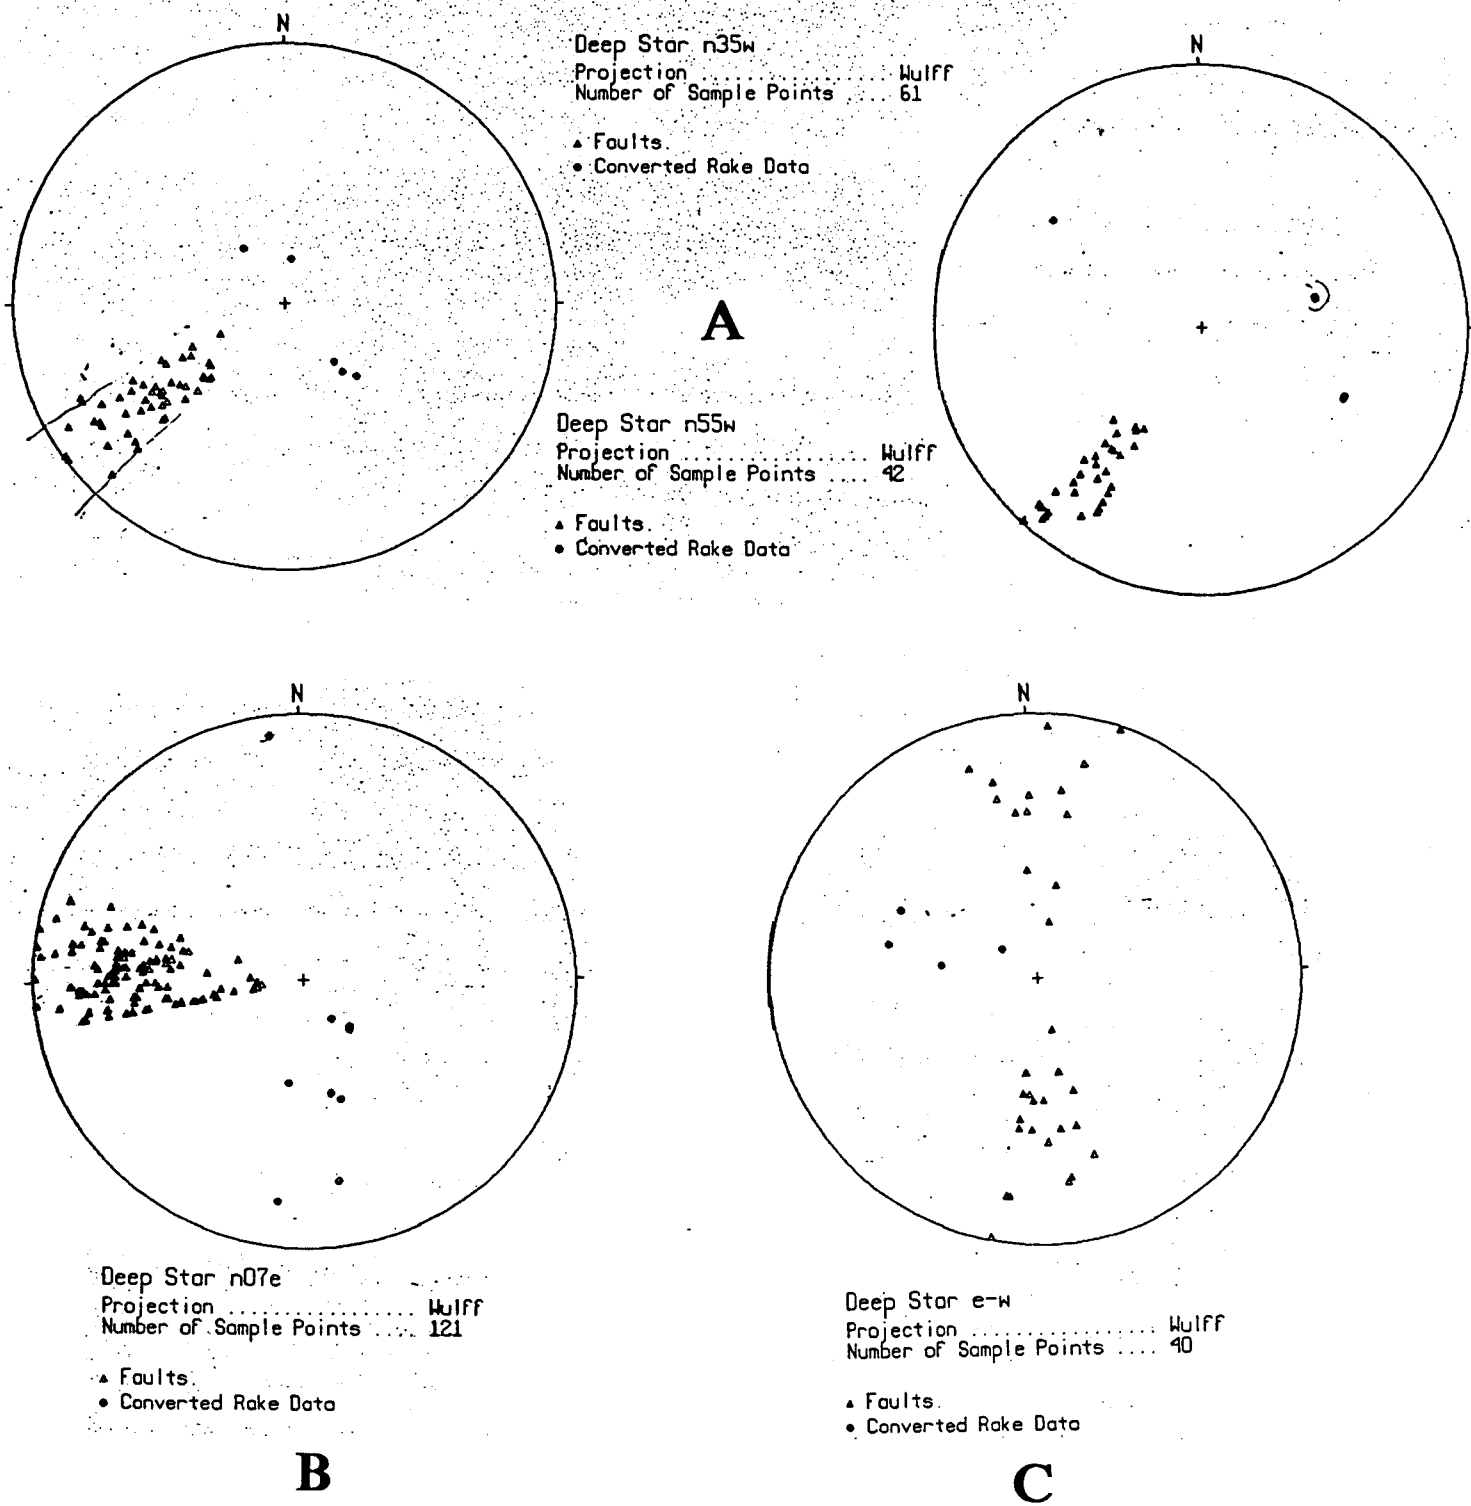 N
Deep Star n35w
Projection .................. Wulff
Number of Sample Points .... 61
▲ Faults.
● Converted Rake Data
N
A
Deep Star n55w
Projection .................. Wulff
Number of Sample Points .... 42
▲ Faults.
● Converted Rake Data
N
Deep Star n07e
Projection .................. Wulff
Number of Sample Points .... 121
▲ Faults.
● Converted Rake Data
B
N
Deep Star e-w
Projection .................. Wulff
Number of Sample Points .... 40
▲ Faults.
● Converted Rake Data
C